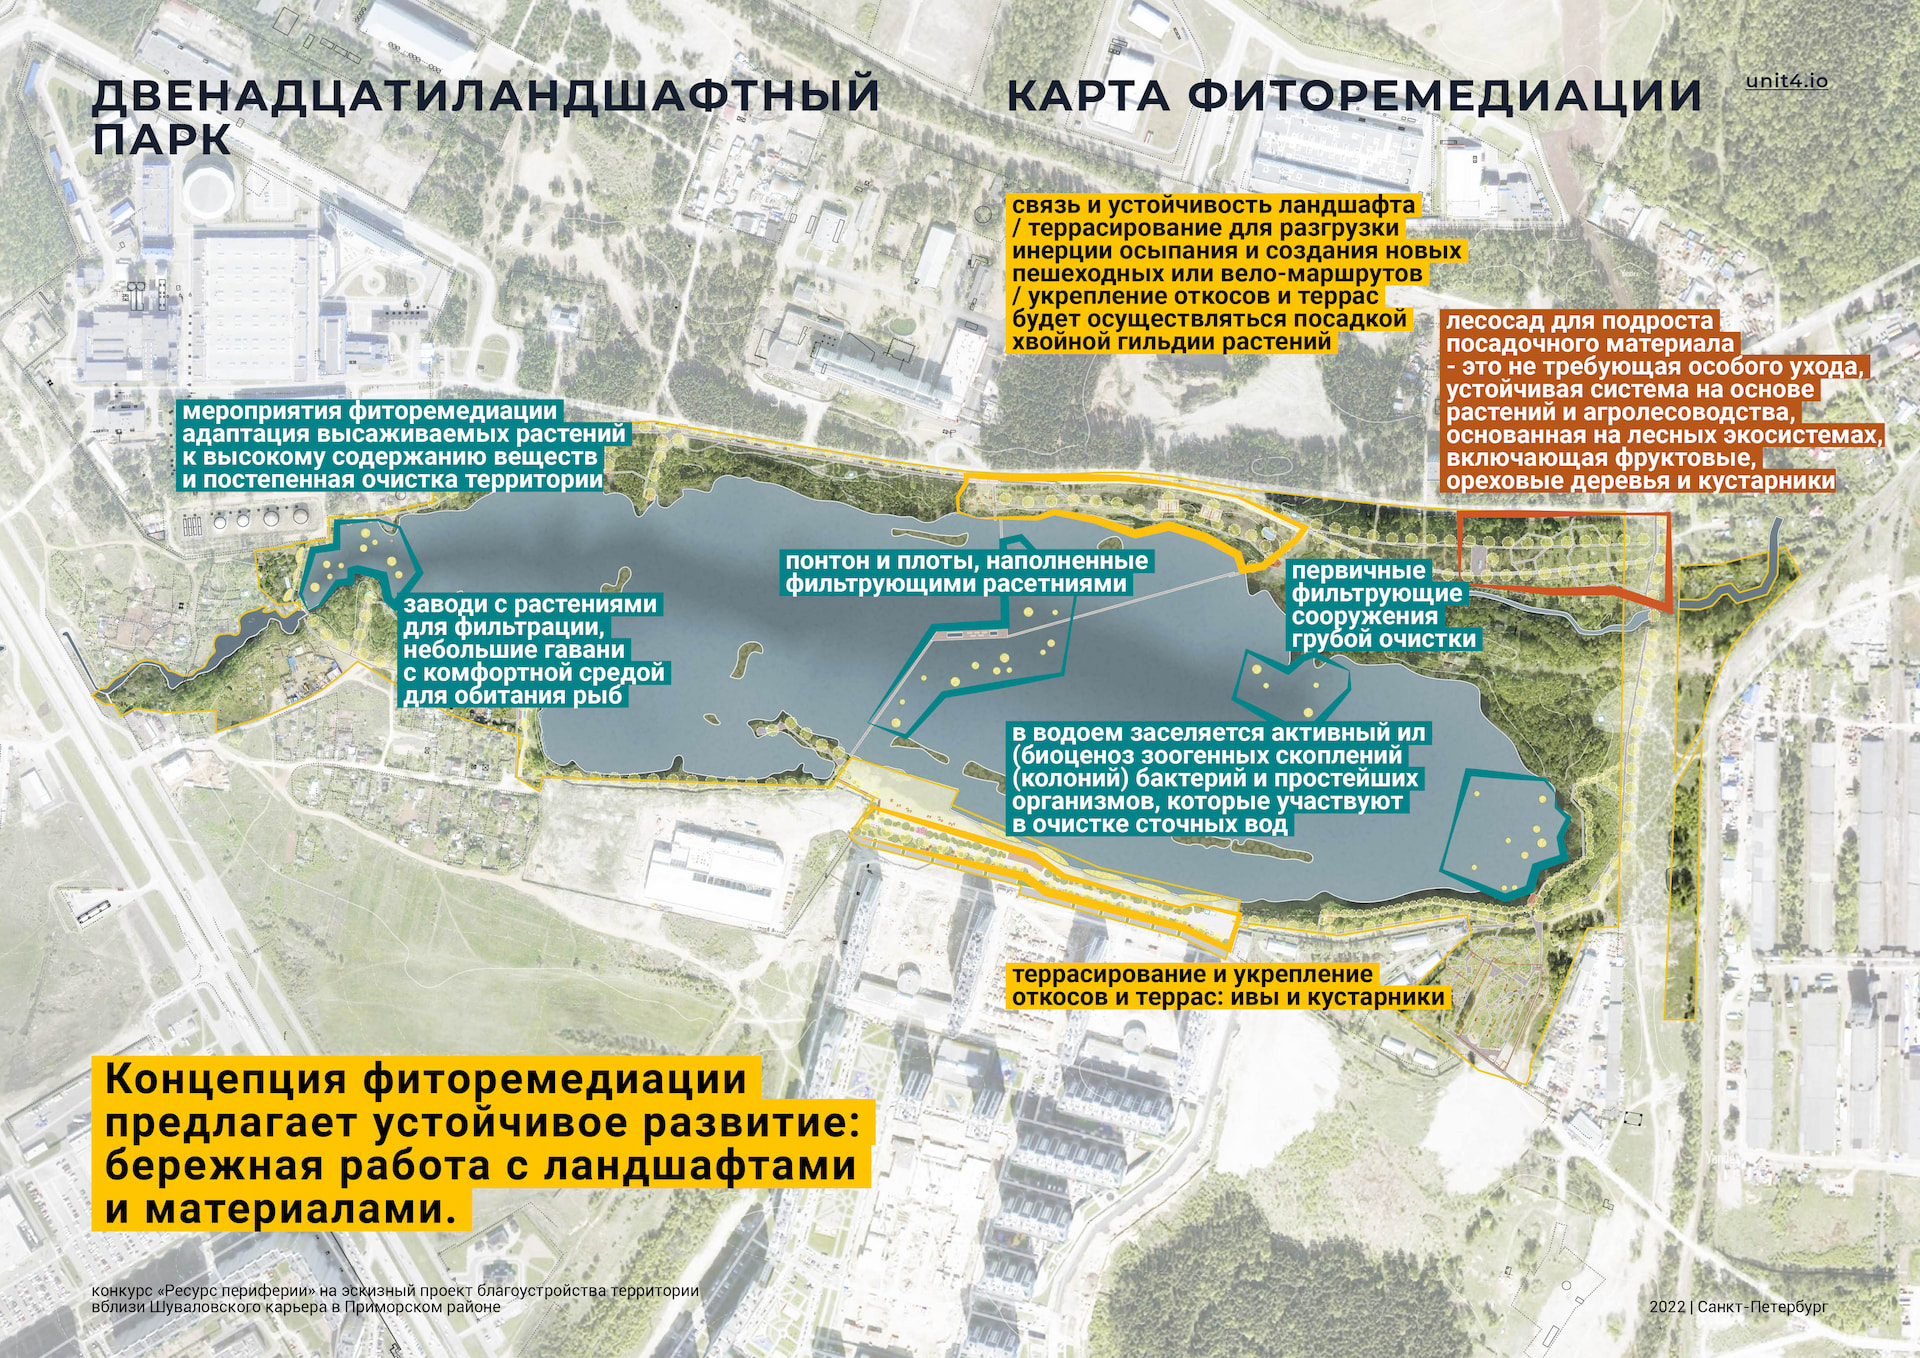 ДВЕНАДЦАТИЛАНДШАФТНЫЙ
ПАРК
КАРТА ФИТОРЕМЕДИАЦИИ
unit4.io
связь и устойчивость ландшафта
/ террасирование для разгрузки
инерции осыпания и создания новых
пешеходных или вело-маршрутов
/ укрепление откосов и террас
будет осуществляться посадкой
хвойной гильдии растений
лесосад для подроста
посадочного материала
- это не требующая особого ухода,
устойчивая система на основе
растений и агролесоводства,
основанная на лесных экосистемах,
включающая фруктовые,
ореховые деревья и кустарники
мероприятия фиторемедиации
адаптация высаживаемых растений
к высокому содержанию веществ
и постепенная очистка территории
понтон и плоты, наполненные
фильтрующими расетниями
первичные
фильтрующие
сооружения
грубой очистки
заводи с растениями
для фильтрации,
небольшие гавани
с комфортной средой
для обитания рыб
в водоем заселяется активный ил
(биоценоз зоогенных скоплений
(колоний) бактерий и простейших
организмов, которые участвуют
в очистке сточных вод
террасирование и укрепление
откосов и террас: ивы и кустарники
Концепция фиторемедиации
предлагает устойчивое развитие:
бережная работа с ландшафтами
и материалами.
конкурс «Ресурс периферии» на эскизный проект благоустройства территории
вблизи Шуваловского карьера в Приморском районе
2022 | Санкт-Петербург